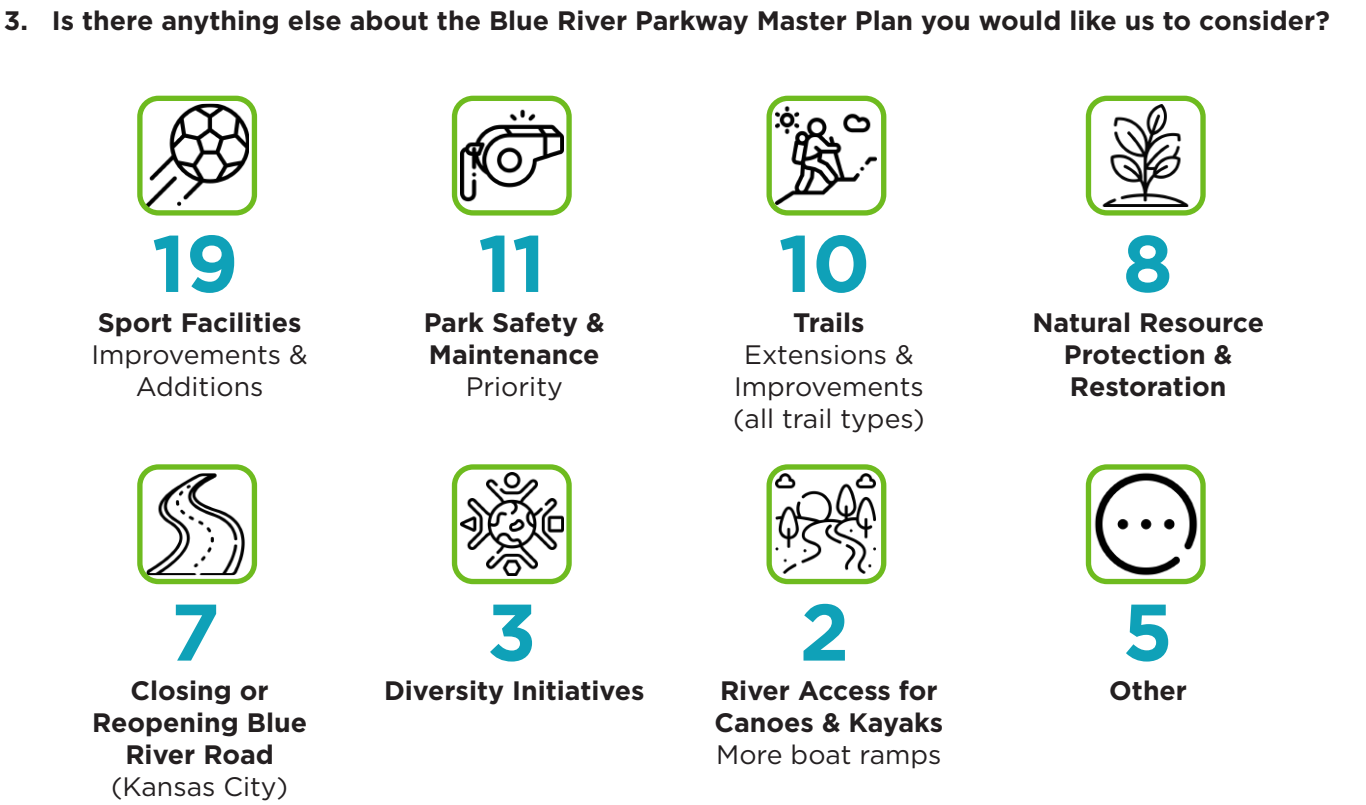 3. Is there anything else about the Blue River Parkway Master Plan you would like us to consider?
19
Sport Facilities
Improvements &
Additions
11
Park Safety &
Maintenance
Priority
10
Trails
Extensions &
Improvements
(all trail types)
8
Natural Resource
Protection &
Restoration
7
Closing or
Reopening Blue
River Road
(Kansas City)
3
Diversity Initiatives
2
River Access for
Canoes & Kayaks
More boat ramps
5
Other